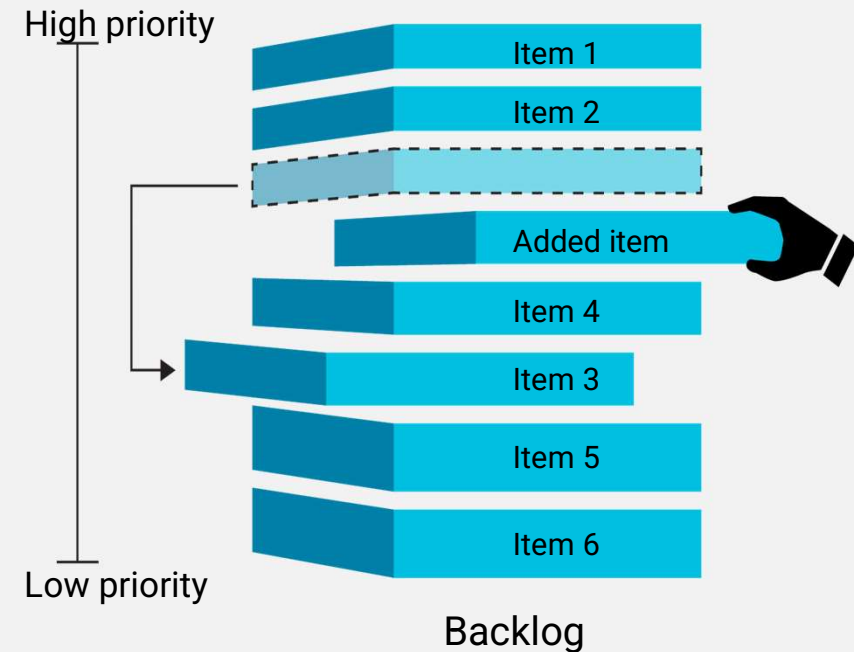 High priority
Item 1
Item 2
Added item
Item 4
Item 3
Item 5
Item 6
Low priority
Backlog